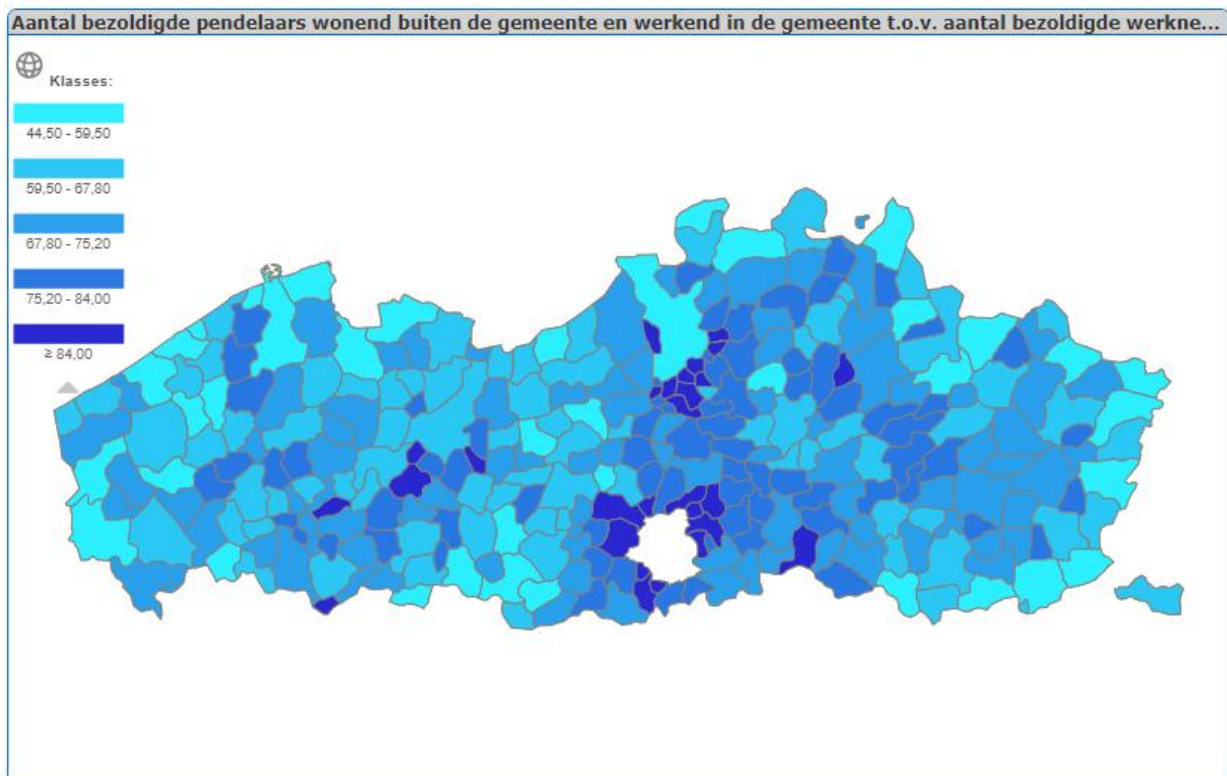 Aantal bezoldigde pendelaars wonend buiten de gemeente en werkend in de gemeente t.o.v. aantal bezoldigde werkne...
Klasses:
44,50 - 59,50
59,50 - 67,80
67,80 - 75,20
75,20 - 84,00
≥ 84,00